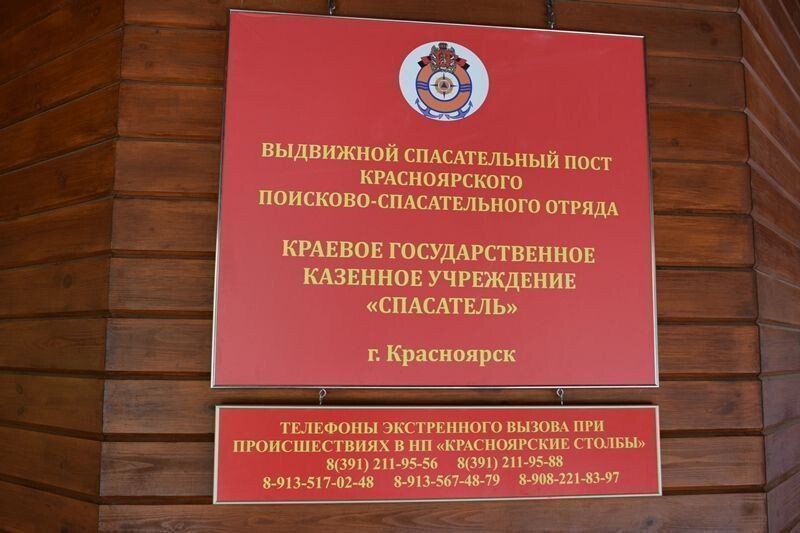 ВЫДВИЖНОЙ СПАСАТЕЛЬНЫЙ ПОСТ
КРАСНОЯРСКОГО
ПОИСКОВО-СПАСАТЕЛЬНОГО ОТРЯДА
КРАЕВОЕ ГОСУДАРСТВЕННОЕ
КАЗЕННОЕ УЧРЕЖДЕНИЕ
«СПАСАТЕЛЬ»
г. Красноярск
ТЕЛЕФОНЫ ЭКСТРЕННОГО ВЫЗОВА ПРИ
ПРОИСШЕСТВИЯХ В НП «КРАСНОЯРСКИЕ СТОЛБЫ»
8(391) 211-95-56 8(391) 211-95-88
8-913-517-02-48 8-913-567-48-79 8-908-221-83-97